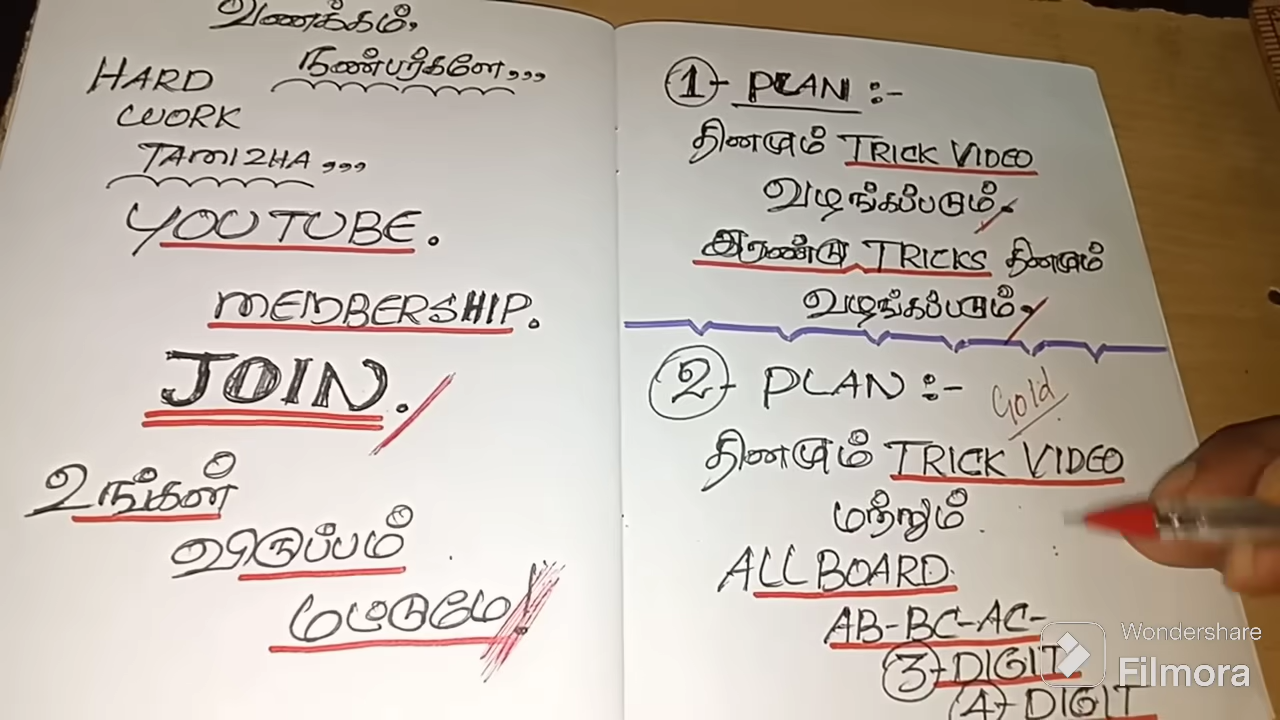 வணக்கம்,
நண்பர்களே,,,
HARD
WORK
TAMIZHA,,,
YOUTUBE.
MEMBERSHIP.
JOIN.
உங்கள்
விருப்பம்
மட்டுமே!
1- PLAN :-
தினமும் TRICK VIDEO
வழங்கப்படும்.
இரண்டு TRICKS தினமும்
வழங்கப்படும்.
2- PLAN :- Gold
தினமும் TRICK VIDEO
மற்றும்
ALL BOARD.
AB-BC-AC-
3-DIGIT
4-DIGIT
Wondershare
Filmora